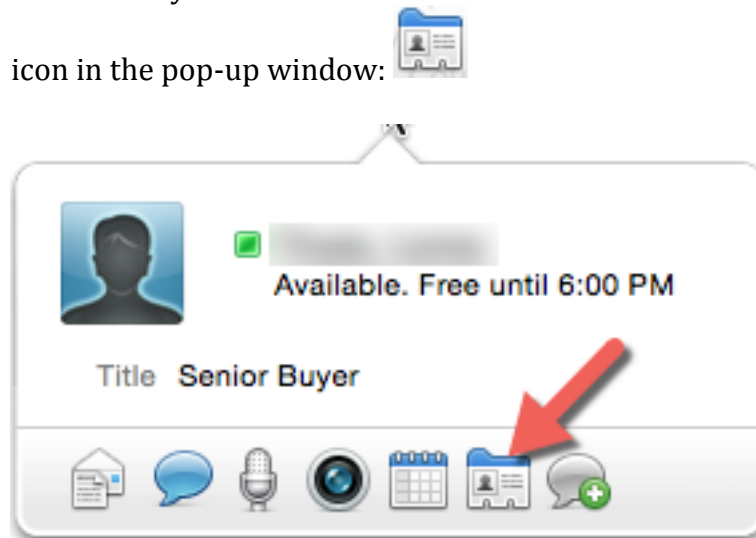 icon in the pop-up window:
Available. Free until 6:00 PM
Title Senior Buyer